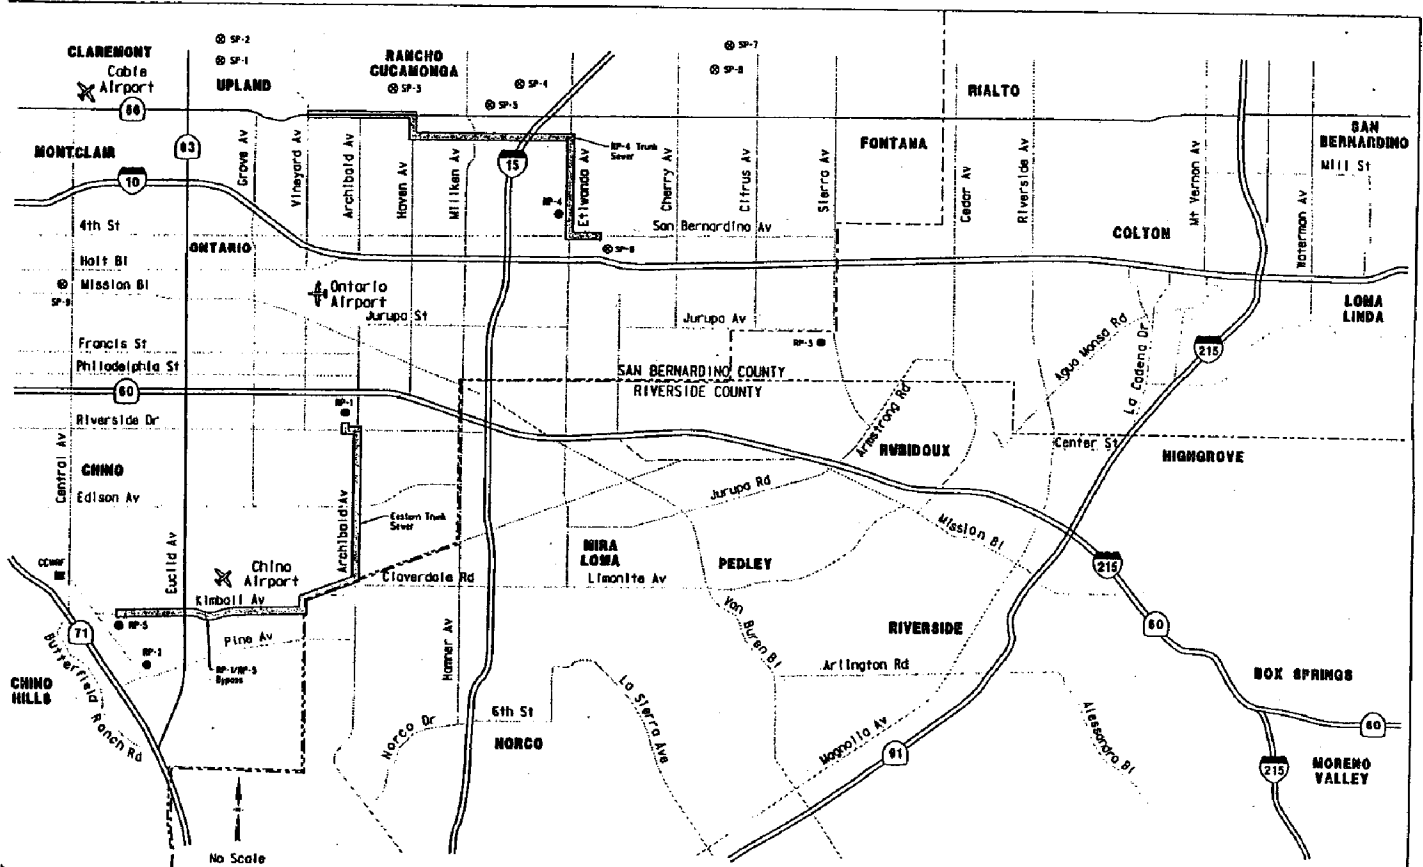 CLAREMONT
Cable
Airport
SP-2
SP-1
UPLAND
RANCHO
CUCAMONGA
SP-3
SP-4
SP-5
SP-7
SP-8
RIALTO
FONTANA
SAN
BERNARDINO
Mill St
66
83
MONTCLAIR
10
15
RP-4 Trunk
Sewer
Grove Av
Vineyard Av
Archibald Av
Haven Av
Milliken Av
Etiwanda Av
Cherry Av
Citrus Av
Sierra Av
Cedar Av
Riverside Av
Mt Vernon Av
Waterman Av
RP-4
4th St
San Bernardino Av
COLTON
ONTARIO
SP-6
Holt Bl
Mission Bl
SP-9
Ontario
Airport
Jurupa St
Jurupa Av
LOMA
LINDA
Agua Mansa Rd
La Cadena Dr
Francis St
RP-3
215
Philadelphia St
SAN BERNARDINO COUNTY
RIVERSIDE COUNTY
60
RP-1
Riverside Dr
Armstrong Rd
Center St
RUBIDOUX
HIGHGROVE
Central Av
CHINO
Edison Av
Archibald Av
Eastern Trunk
Sewer
Jurupa Rd
Mission Bl
Euclid Av
MIRA
LOMA
PEDLEY
215
CCWRF
Chino
Airport
Cloverdale Rd
Limonite Av
Kimball Av
RP-5
71
Pine Av
Van Buren Bl
RIVERSIDE
60
Butterfield Ranch Rd
RP-1/RP-5
Bypass
Hamner Av
Arlington Rd
BOX SPRINGS
CHINO
HILLS
6th St
Norco Dr
NORCO
La Sierra Ave
Magnolia Av
91
Alessandro Bl
60
215
MORENO
VALLEY
No Scale